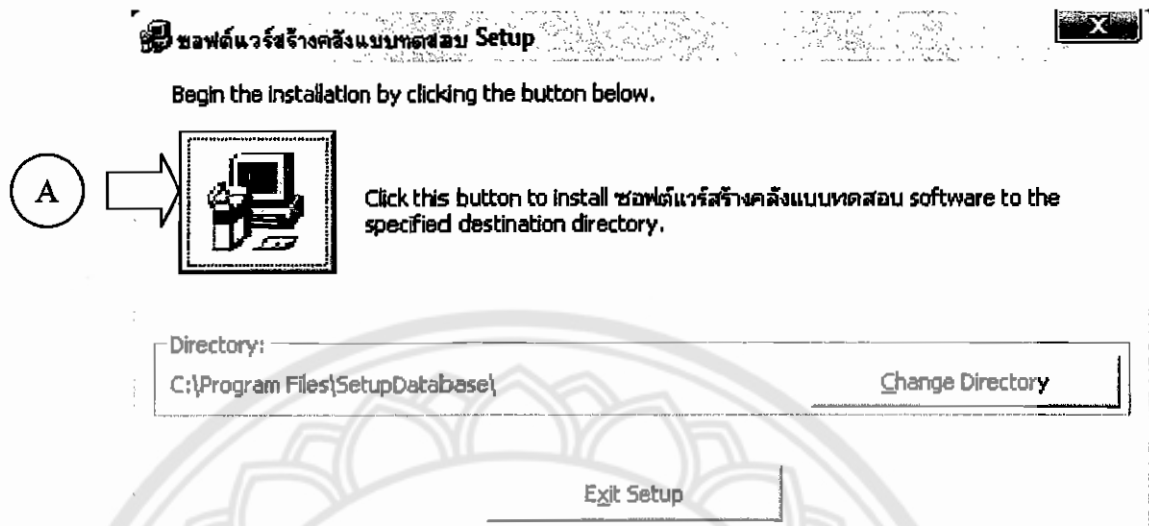 ซอฟต์แวร์สร้างคลังแบบทดสอบ Setup
X
Begin the installation by clicking the button below.
A
Click this button to install ซอฟต์แวร์สร้างคลังแบบทดสอบ software to the
specified destination directory.
Directory:
C:\Program Files\SetupDatabase\
Change Directory
Exit Setup